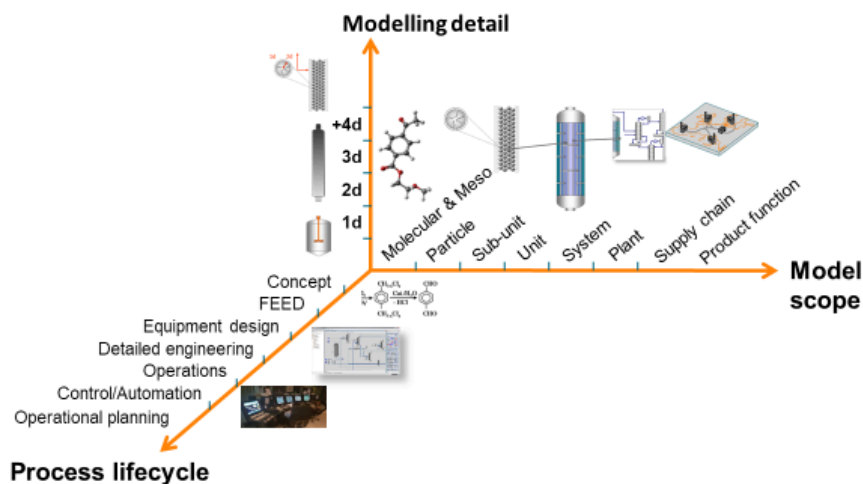 Modelling detail
+4d
3d
2d
1d
Molecular & Meso
Particle
Sub-unit
Unit
System
Plant
Supply chain
Product function
Model
scope
Concept
FEED
Equipment design
Detailed engineering
Operations
Control/Automation
Operational planning
Process lifecycle